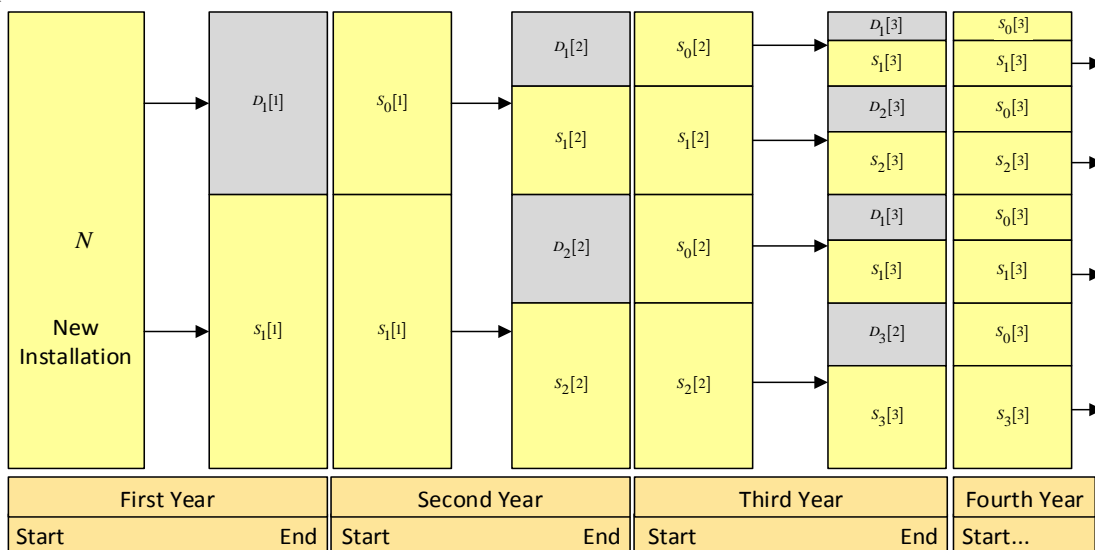 N
New
Installation
D1[1]
S1[1]
S0[1]
S1[1]
D1[2]
S1[2]
D2[2]
S2[2]
S0[2]
S1[2]
S0[2]
S2[2]
D1[3]
S1[3]
D2[3]
S2[3]
D1[3]
S1[3]
D3[2]
S3[3]
S0[3]
S1[3]
S0[3]
S2[3]
S0[3]
S1[3]
S0[3]
S3[3]
First Year Second Year Third Year Fourth Year
Start End Start End Start End Start...